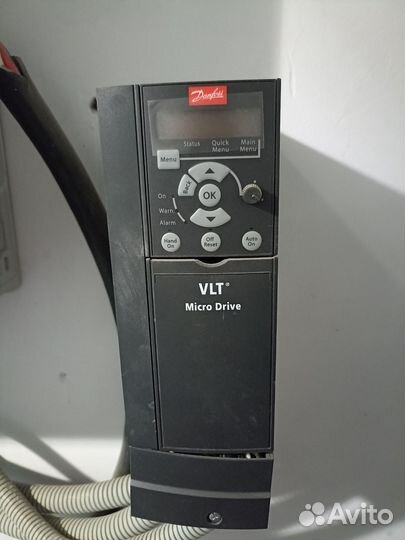 Danfoss
Status Quick Menu Main Menu
Menu
Back
OK
On
Warn.
Alarm
Hand On
Off Reset
Auto On
VLT®
Micro Drive
Avito